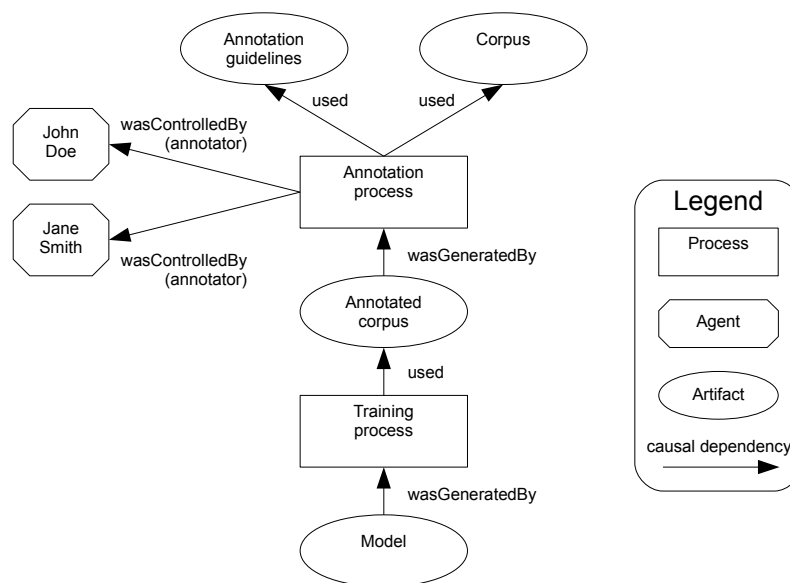 Annotation
guidelines
Corpus
used
used
wasControlledBy
(annotator)
John
Doe
Annotation
process
Jane
Smith
wasControlledBy
(annotator)
wasGeneratedBy
Annotated
corpus
used
Training
process
wasGeneratedBy
Model
Legend
Process
Agent
Artifact
causal dependency